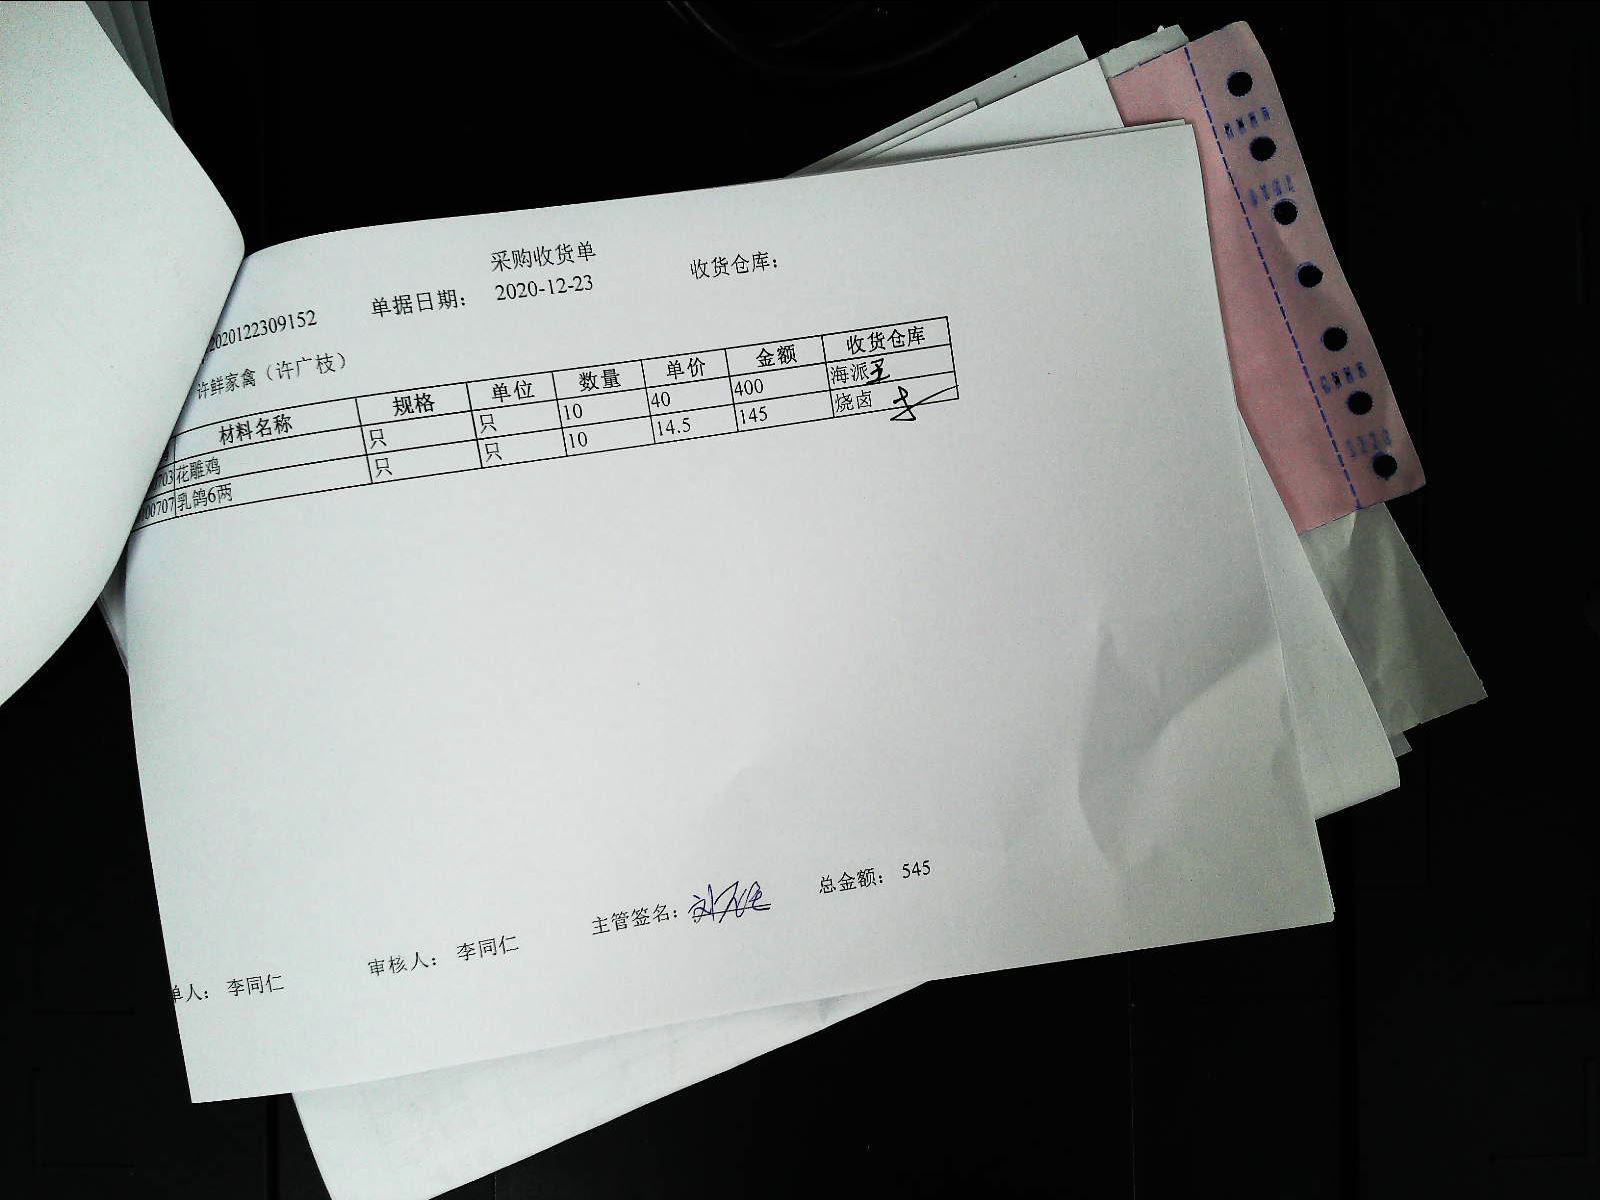 采购收货单
2020122309152 单据日期： 2020-12-23 收货仓库：
许鲜家禽（许广枝）
材料名称 规格 单位 数量 单价 金额 收货仓库
703 花雕鸡 只 只 10 40 400 海派
00707 乳鸽6两 只 只 10 14.5 145 烧卤
单人： 李同仁 审核人： 李同仁 主管签名： 总金额： 545